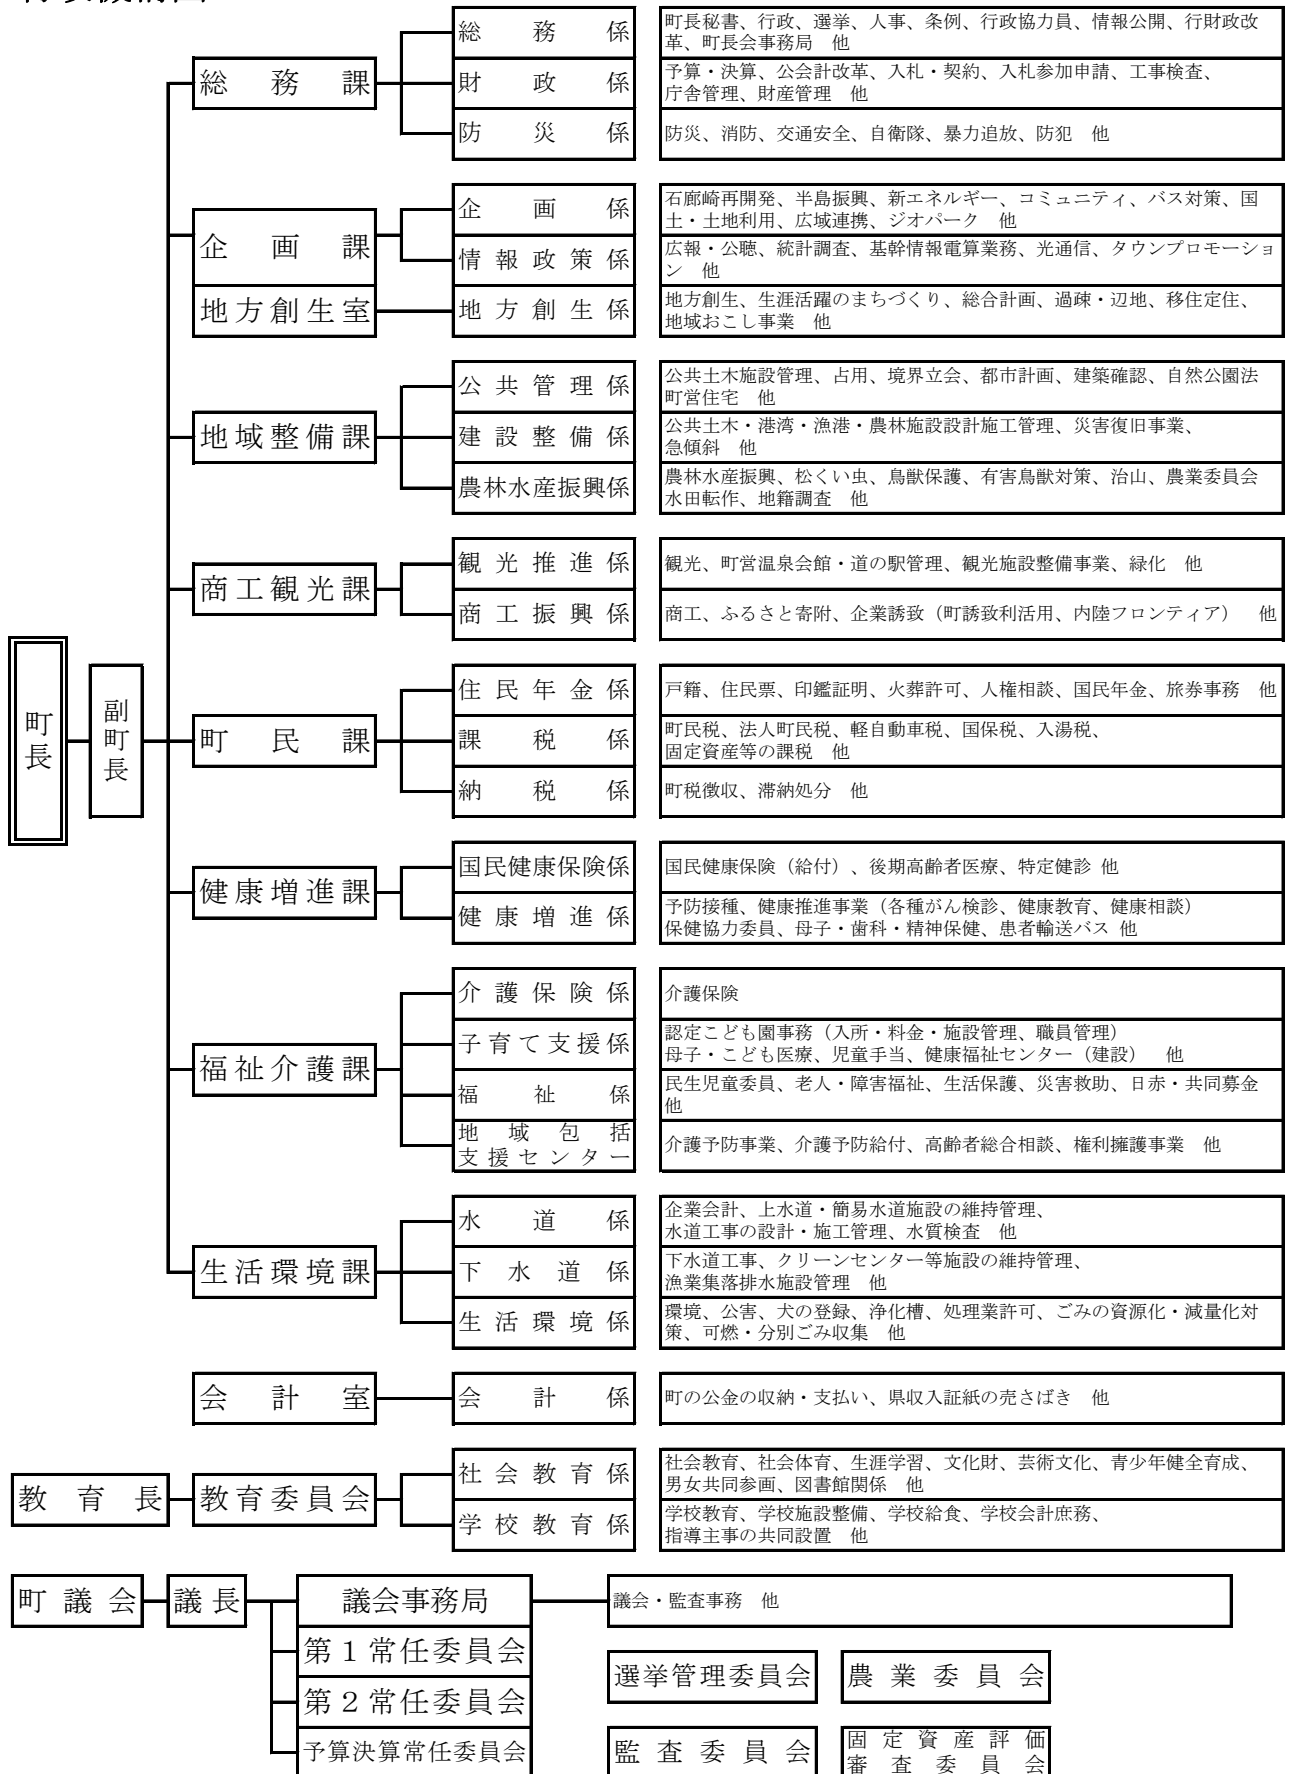 総務課
総務係
町長秘書、行政、選挙、人事、条例、行政協力員、情報公開、行財政改
革、町長会事務局　他
財政係
予算・決算、公会計改革、入札・契約、入札参加申請、工事検査、
庁舎管理、財産管理　他
防災係
防災、消防、交通安全、自衛隊、暴力追放、防犯　他
企画課
企画係
石廊崎再開発、半島振興、新エネルギー、コミュニティ、バス対策、国
土・土地利用、広域連携、ジオパーク　他
情報政策係
広報・公聴、統計調査、基幹情報電算業務、光通信、タウンプロモーショ
ン　他
地方創生室
地方創生係
地方創生、生涯活躍のまちづくり、総合計画、過疎・辺地、移住定住、
地域おこし事業　他
地域整備課
公共管理係
公共土木施設管理、占用、境界立会、都市計画、建築確認、自然公園法
町営住宅　他
建設整備係
公共土木・港湾・漁港・農林施設設計施工管理、災害復旧事業、
急傾斜　他
農林水産振興係
農林水産振興、松くい虫、鳥獣保護、有害鳥獣対策、治山、農業委員会
水田転作、地籍調査　他
商工観光課
観光推進係
観光、町営温泉会館・道の駅管理、観光施設整備事業、緑化　他
商工振興係
商工、ふるさと寄附、企業誘致（町誘致利活用、内陸フロンティア）　他
町長
副町長
町民課
住民年金係
戸籍、住民票、印鑑証明、火葬許可、人権相談、国民年金、旅券事務　他
課税係
町民税、法人町民税、軽自動車税、国保税、入湯税、
固定資産等の課税　他
納税係
町税徴収、滞納処分　他
健康増進課
国民健康保険係
国民健康保険（給付）、後期高齢者医療、特定健診 他
健康増進係
予防接種、健康推進事業（各種がん検診、健康教育、健康相談）
保健協力委員、母子・歯科・精神保健、患者輸送バス 他
福祉介護課
介護保険係
介護保険
子育て支援係
認定こども園事務（入所・料金・施設管理、職員管理）
母子・こども医療、児童手当、健康福祉センター（建設）　他
福祉係
民生児童委員、老人・障害福祉、生活保護、災害救助、日赤・共同募金
他
地域包括
支援センター
介護予防事業、介護予防給付、高齢者総合相談、権利擁護事業　他
生活環境課
水道係
企業会計、上水道・簡易水道施設の維持管理、
水道工事の設計・施工管理、水質検査　他
下水道係
下水道工事、クリーンセンター等施設の維持管理、
漁業集落排水施設管理　他
生活環境係
環境、公害、犬の登録、浄化槽、処理業許可、ごみの資源化・減量化対
策、可燃・分別ごみ収集　他
会計室
会計係
町の公金の収納・支払い、県収入証紙の売さばき　他
教育長
教育委員会
社会教育係
社会教育、社会体育、生涯学習、文化財、芸術文化、青少年健全育成、
男女共同参画、図書館関係　他
学校教育係
学校教育、学校施設整備、学校給食、学校会計庶務、
指導主事の共同設置　他
町議会
議長
議会事務局
議会・監査事務　他
第１常任委員会
第２常任委員会
予算決算常任委員会
選挙管理委員会
農業委員会
監査委員会
固定資産評価
審査委員会